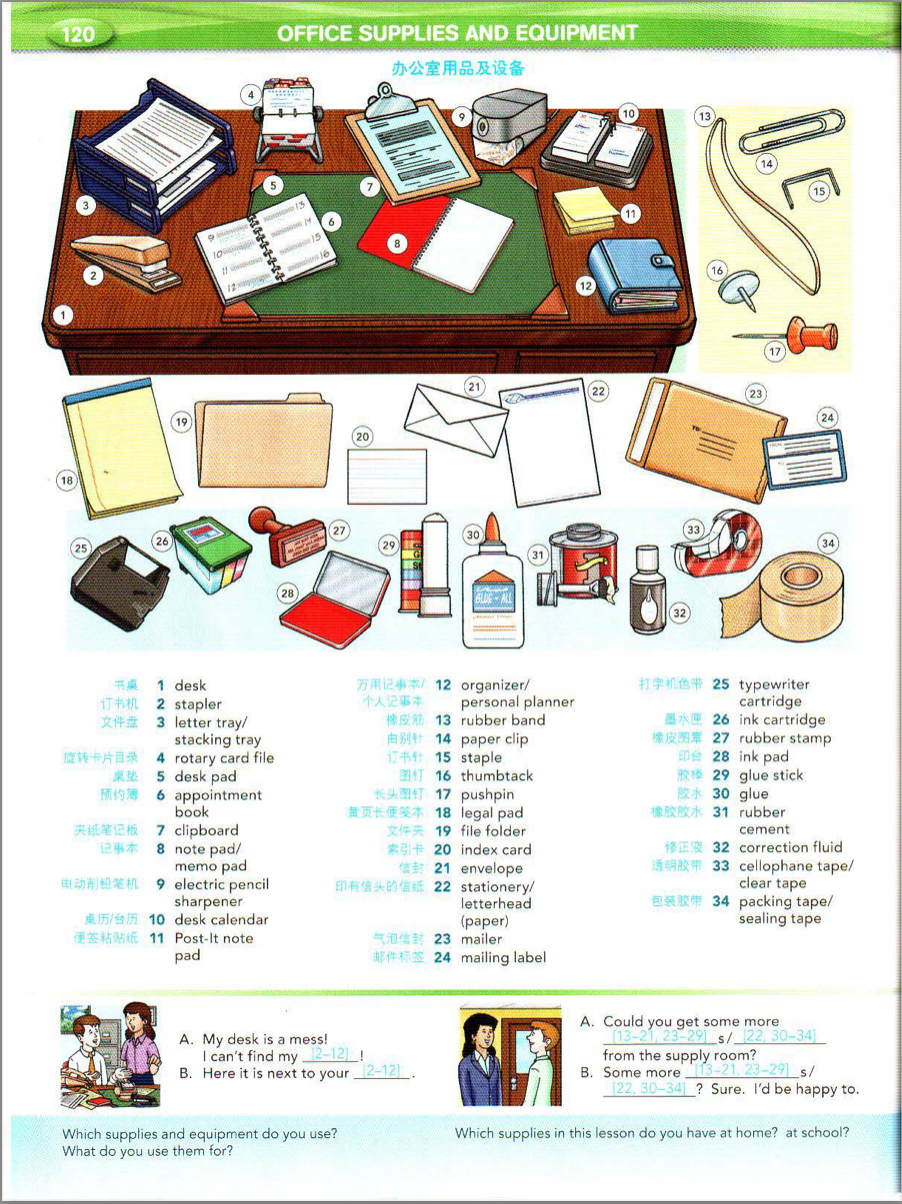 120
OFFICE SUPPLIES AND EQUIPMENT
办公室用品及设备
4
9
10
13
14
3
5
7
6
8
11
15
2
12
16
1
17
9
10
11
12
13
14
15
16
18
19
20
21
22
23
24
TO:
25
26
27
28
29
30
31
32
33
34
GLUE-ALL
书桌 1 desk
订书机 2 stapler
文件盘 3 letter tray/
stacking tray
旋转卡片目录 4 rotary card file
桌垫 5 desk pad
预约簿 6 appointment
book
夹纸笔记板 7 clipboard
记事本 8 note pad/
memo pad
电动削铅笔机 9 electric pencil
sharpener
桌历/台历 10 desk calendar
便签粘贴纸 11 Post-It note
pad
万用记事本/ 12 organizer/
个人记事本 personal planner
橡皮筋 13 rubber band
曲别针 14 paper clip
订书针 15 staple
图钉 16 thumbtack
长头图钉 17 pushpin
黄页长便笺本 18 legal pad
文件夹 19 file folder
索引卡 20 index card
信封 21 envelope
印有信头的信纸 22 stationery/
letterhead
(paper)
气泡信封 23 mailer
邮件标签 24 mailing label
打字机色带 25 typewriter
cartridge
墨水匣 26 ink cartridge
橡皮图章 27 rubber stamp
印台 28 ink pad
胶棒 29 glue stick
胶水 30 glue
橡胶胶水 31 rubber
cement
修正液 32 correction fluid
透明胶带 33 cellophane tape/
clear tape
包装胶带 34 packing tape/
sealing tape
A. My desk is a mess!
I can't find my [2–12] !
B. Here it is next to your [2–12] .
A. Could you get some more
[13–21, 23–29] s/ [22, 30–34]
from the supply room?
B. Some more [13–21, 23–29] s/
[22, 30–34] ? Sure. I'd be happy to.
Which supplies and equipment do you use?
What do you use them for?
Which supplies in this lesson do you have at home? at school?